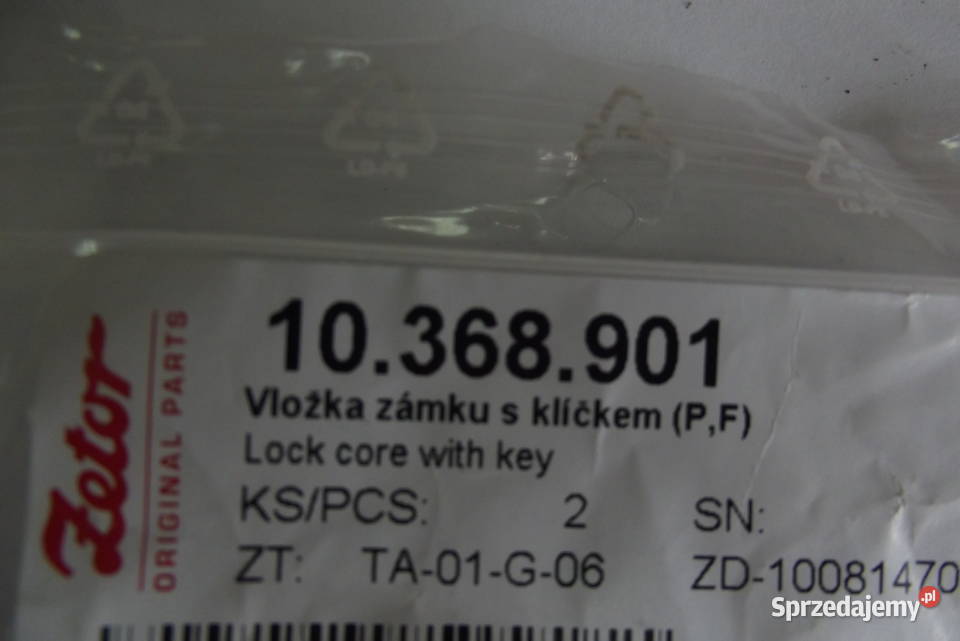 10.368.901
Vložka zámku s klíčkem (P,F)
Lock core with key
KS/PCS: 2 SN:
ZT: TA-01-G-06 ZD-10081470
Zetor
ORIGINAL PARTS
Sprzedajemy.pl